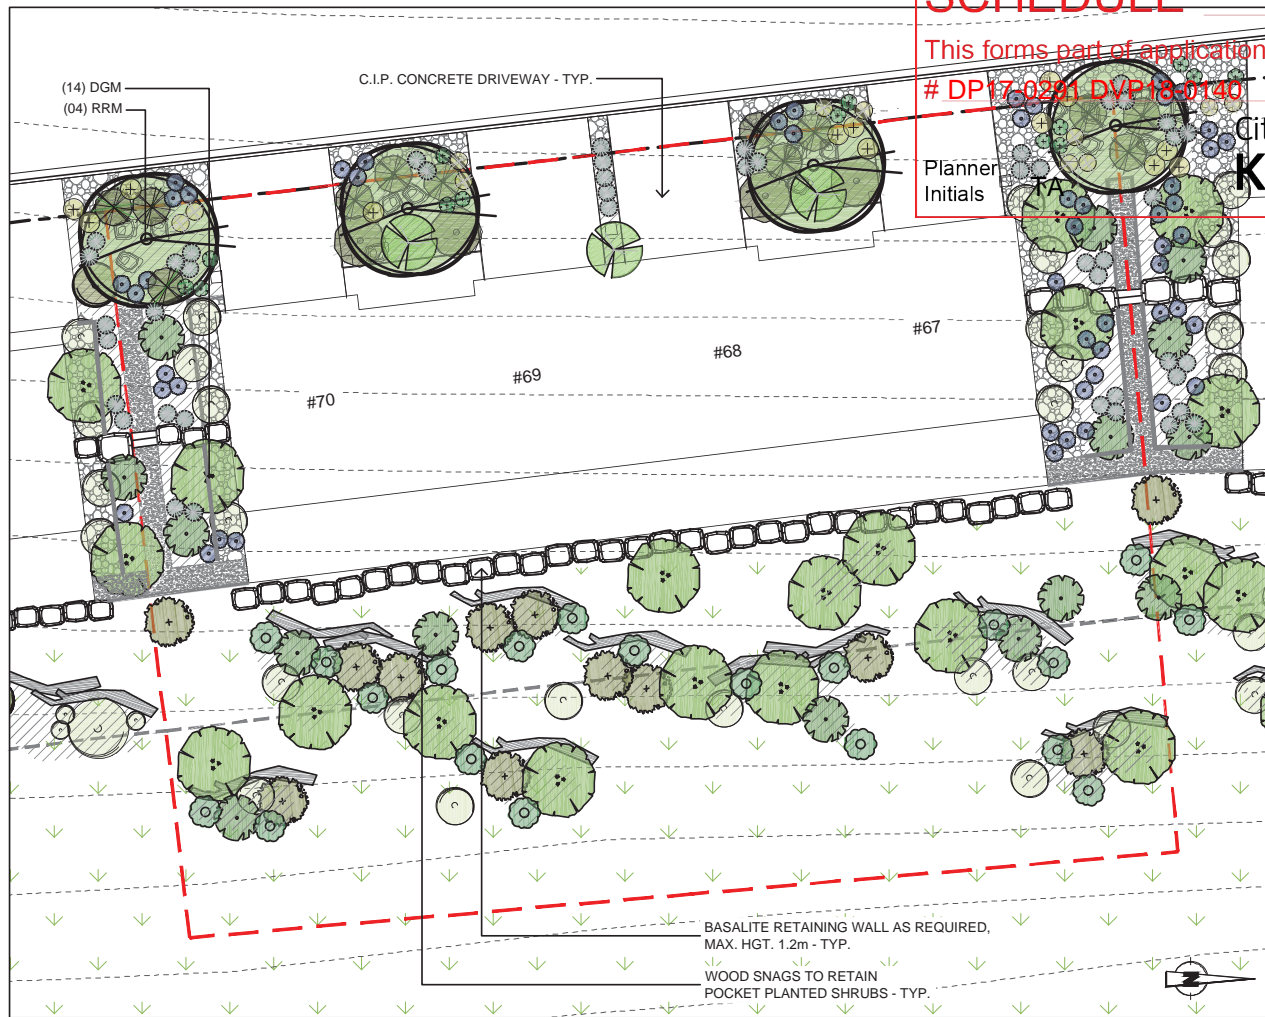 SCHEDULE
This forms part of application
# DP17-0291 DVP18-0140
Planner
Initials
TA
(14) DGM
(04) RRM
C.I.P. CONCRETE DRIVEWAY - TYP.
#67
#68
#69
#70
BASALITE RETAINING WALL AS REQUIRED,
MAX. HGT. 1.2m - TYP.
WOOD SNAGS TO RETAIN
POCKET PLANTED SHRUBS - TYP.
N